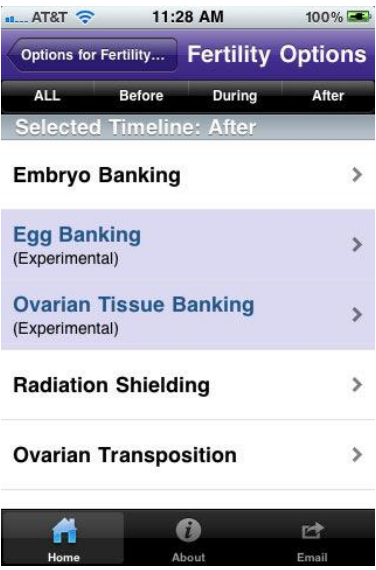 AT&T 11:28 AM 100%
Options for Fertility... Fertility Options
ALL Before During After
Selected Timeline: After
Embryo Banking
Egg Banking
(Experimental)
Ovarian Tissue Banking
(Experimental)
Radiation Shielding
Ovarian Transposition
Home About Email